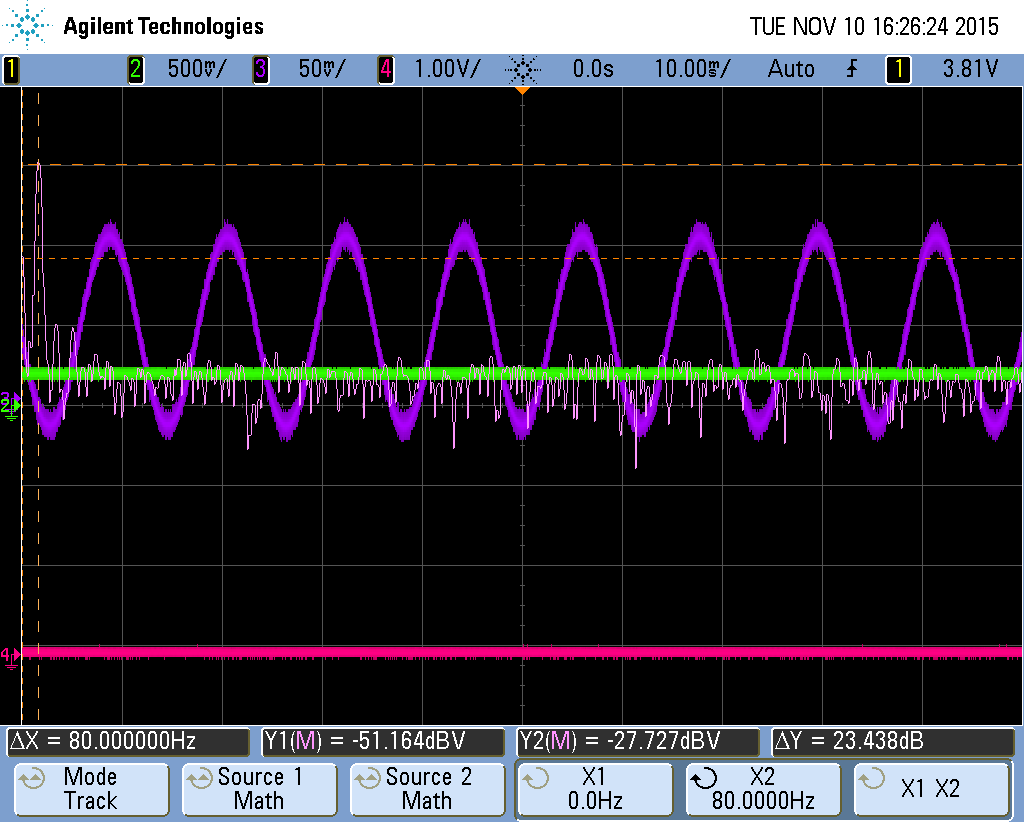 Agilent Technologies TUE NOV 10 16:26:24 2015
1 2 500mV/ 3 50mV/ 4 1.00V/ 0.0s 10.00ms/ Auto 1 3.81V
2
4
ΔX = 80.000000Hz Y1(M) = -51.164dBV Y2(M) = -27.727dBV ΔY = 23.438dB
Mode Source 1 Source 2 X1 X2 X1 X2
Track Math Math 0.0Hz 80.0000Hz